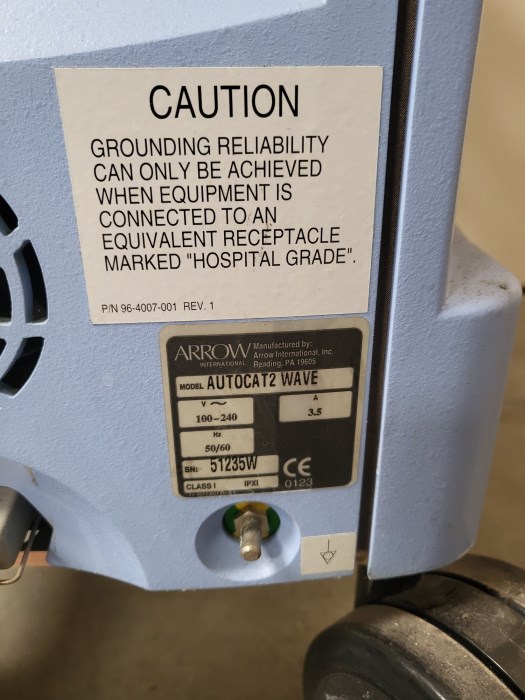 CAUTION
GROUNDING RELIABILITY
CAN ONLY BE ACHIEVED
WHEN EQUIPMENT IS
CONNECTED TO AN
EQUIVALENT RECEPTACLE
MARKED "HOSPITAL GRADE".
P/N 96-4007-001 REV. 1
ARROW
INTERNATIONAL
Manufactured by:
Arrow International, Inc.
Reading, PA 19605
MODEL AUTOCAT2 WAVE
V ~
100-240
A
3.5
Hz
50/60
SN: 51235W
CE
0123
CLASS I IPXI